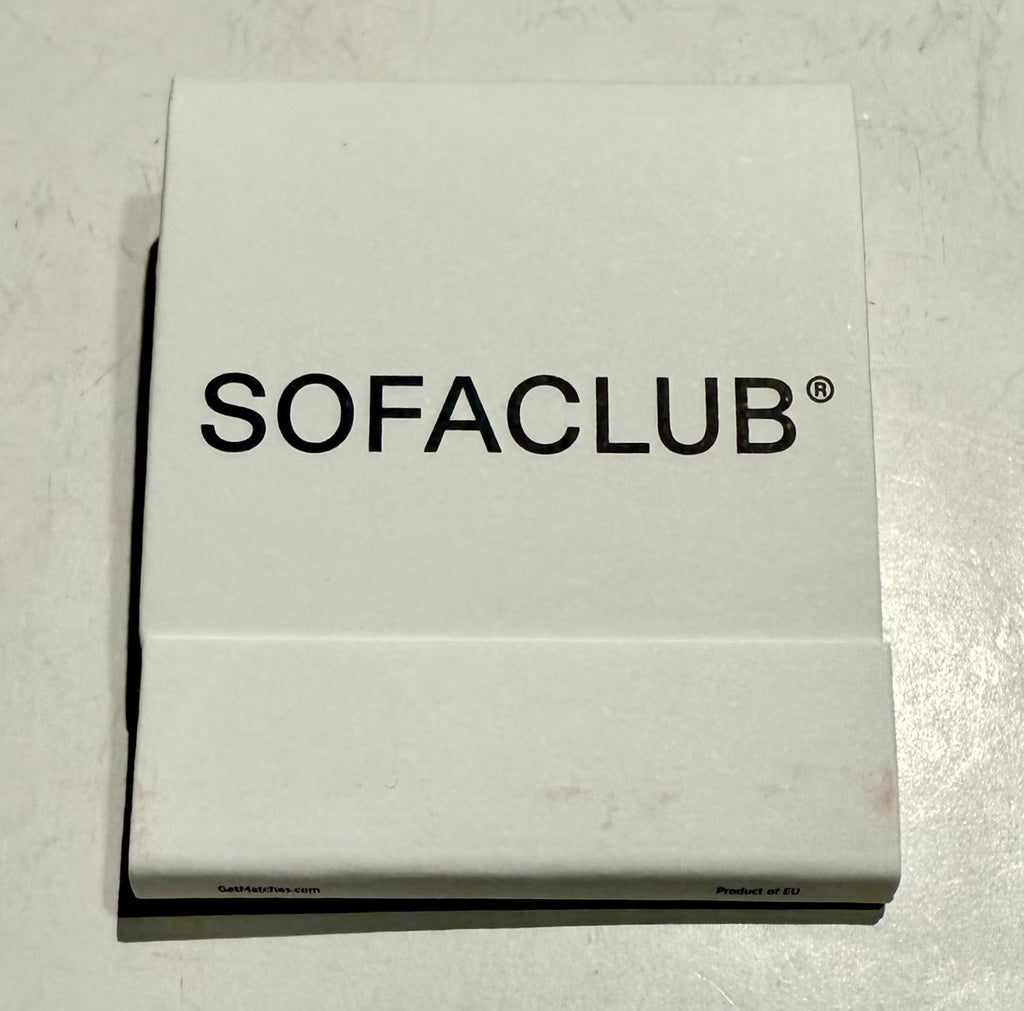 SOFACLUB®
GetMatches.com
Product of EU